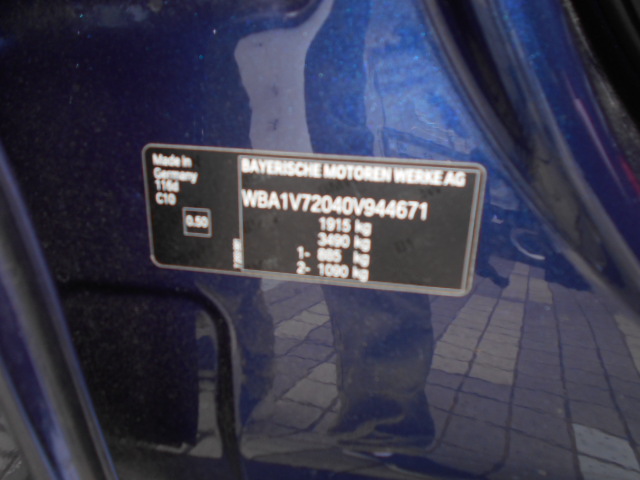 Made in
Germany
T16d
C10
0.50
BAYERISCHE MOTOREN WERKE AG
WBA1V72040V944671
1915 kg
3490 kg
1- 885 kg
2- 1090 kg